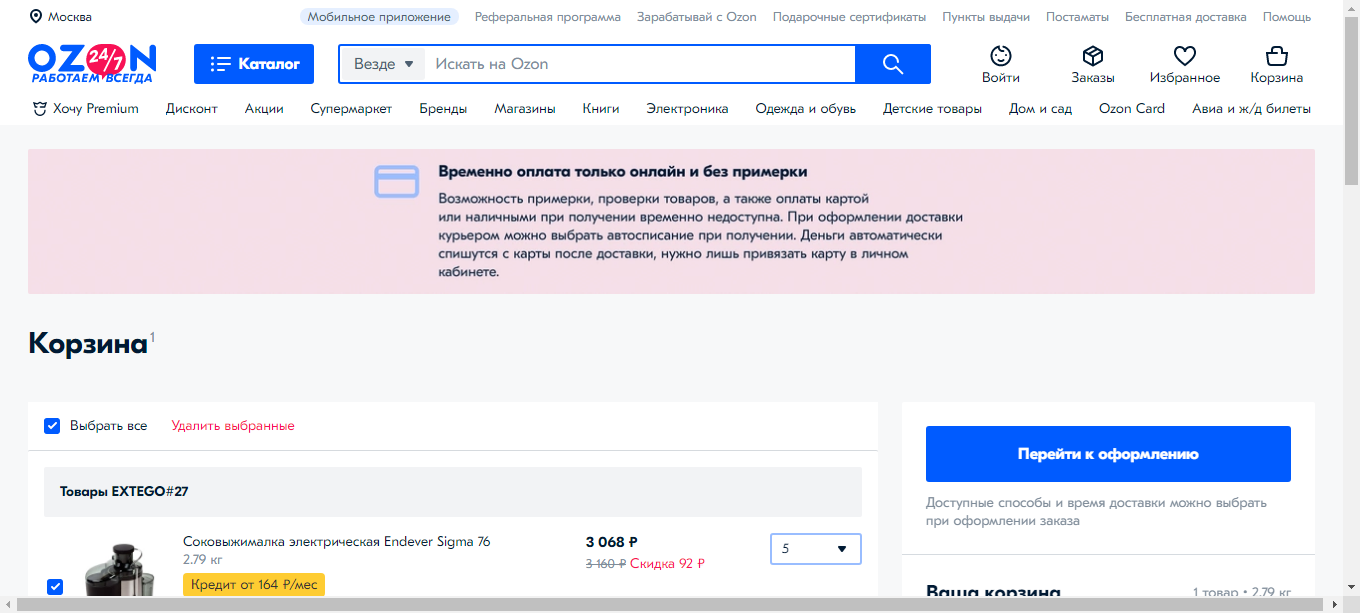 Москва
Мобильное приложение Реферальная программа Зарабатывай с Ozon Подарочные сертификаты Пункты выдачи Постаматы Бесплатная доставка Помощь
OZON 24/7
РАБОТАЕМ ВСЕГДА
Каталог
Везде Искать на Ozon
Войти Заказы Избранное Корзина
Хочу Premium Дисконт Акции Супермаркет Бренды Магазины Книги Электроника Одежда и обувь Детские товары Дом и сад Ozon Card Авиа и ж/д билеты
Временно оплата только онлайн и без примерки
Возможность примерки, проверки товаров, а также оплаты картой
или наличными при получении временно недоступна. При оформлении доставки
курьером можно выбрать автосписание при получении. Деньги автоматически
спишутся с карты после доставки, нужно лишь привязать карту в личном
кабинете.
Корзина 1
Выбрать все Удалить выбранные
Товары EXTEGO#27
Соковыжималка электрическая Endever Sigma 76
2.79 кг
Кредит от 164 ₽/мес
3 068 ₽
3 160 ₽ Скидка 92 ₽
5
Перейти к оформлению
Доступные способы и время доставки можно выбрать
при оформлении заказа
Ваша корзина 1 товар • 2.79 кг